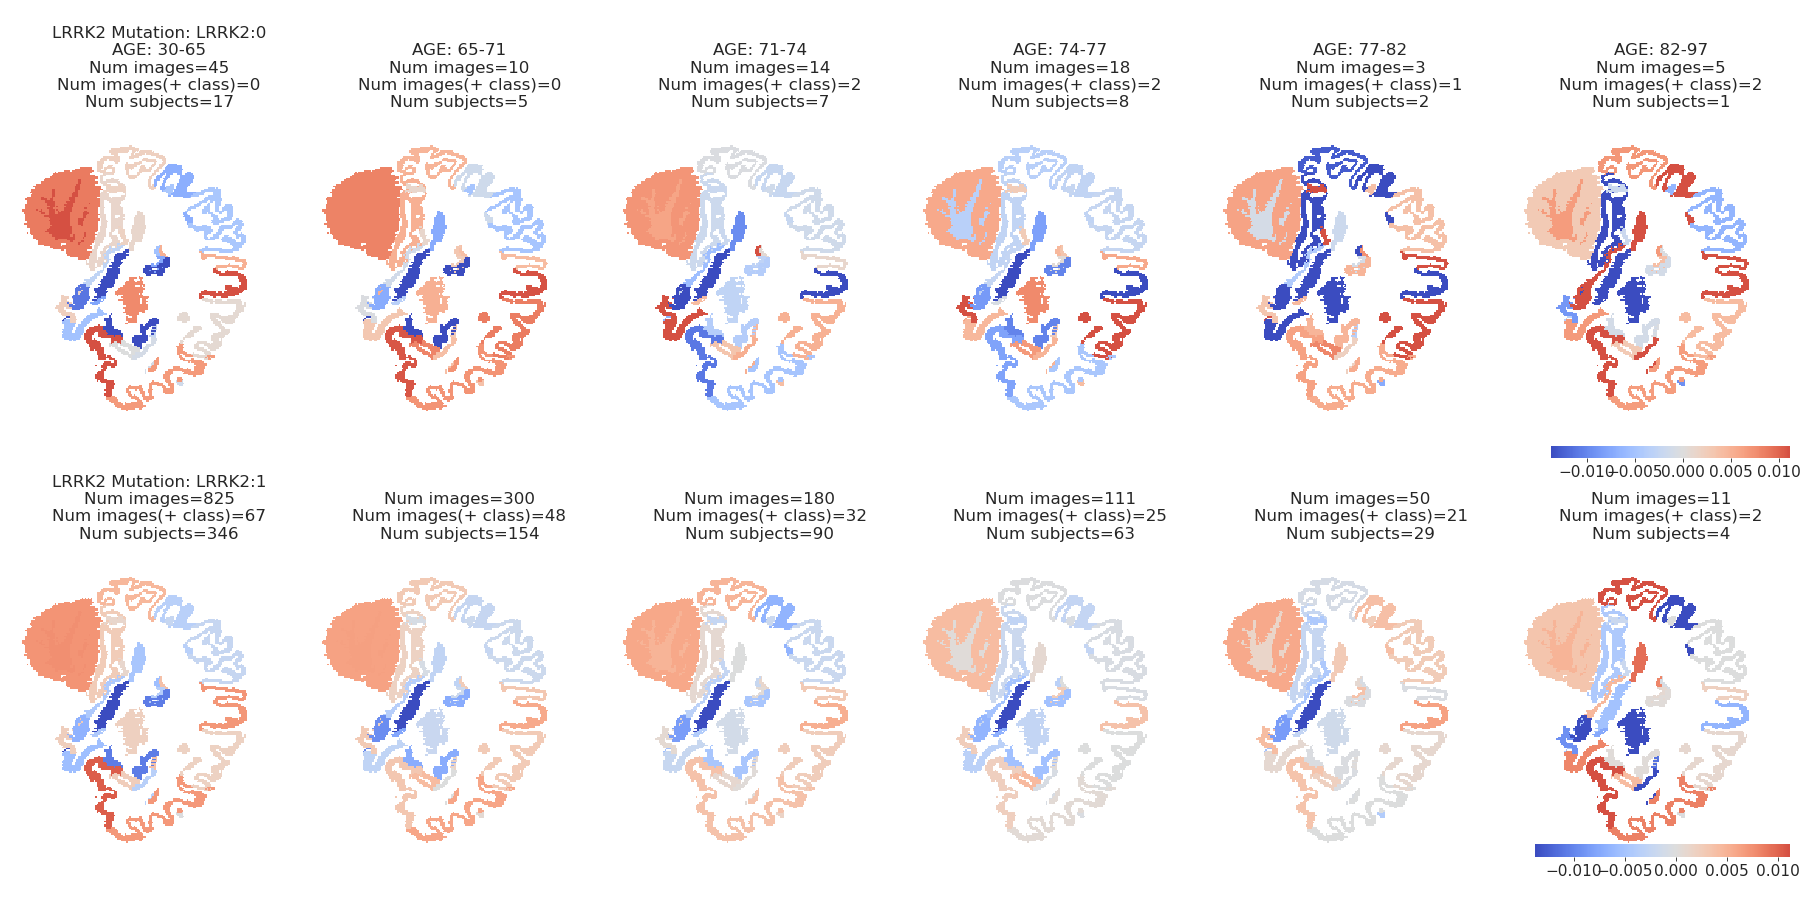 LRRK2 Mutation: LRRK2:0
AGE: 30-65
Num images=45
Num images(+ class)=0
Num subjects=17
AGE: 65-71
Num images=10
Num images(+ class)=0
Num subjects=5
AGE: 71-74
Num images=14
Num images(+ class)=2
Num subjects=7
AGE: 74-77
Num images=18
Num images(+ class)=2
Num subjects=8
AGE: 77-82
Num images=3
Num images(+ class)=1
Num subjects=2
AGE: 82-97
Num images=5
Num images(+ class)=2
Num subjects=1
−0.010 −0.005 0.000 0.005 0.010
LRRK2 Mutation: LRRK2:1
Num images=825
Num images(+ class)=67
Num subjects=346
Num images=300
Num images(+ class)=48
Num subjects=154
Num images=180
Num images(+ class)=32
Num subjects=90
Num images=111
Num images(+ class)=25
Num subjects=63
Num images=50
Num images(+ class)=21
Num subjects=29
Num images=11
Num images(+ class)=2
Num subjects=4
−0.010 −0.005 0.000 0.005 0.010